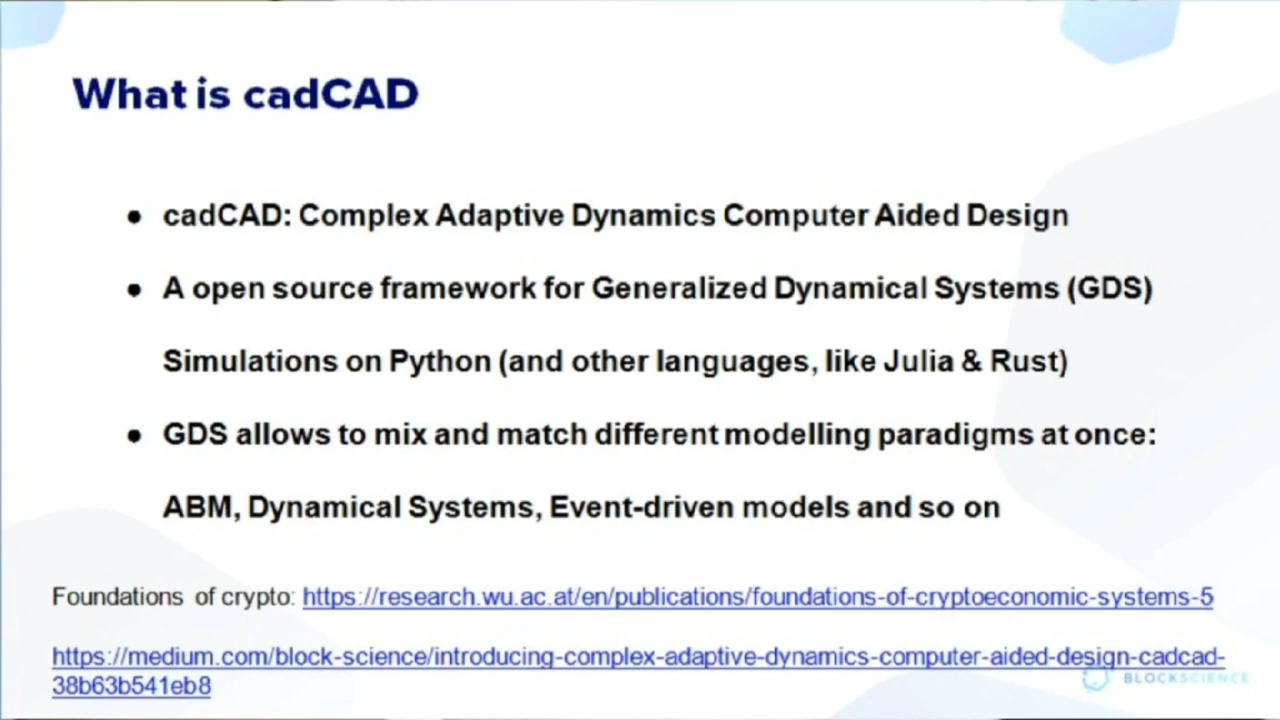 What is cadCAD
● cadCAD: Complex Adaptive Dynamics Computer Aided Design
● A open source framework for Generalized Dynamical Systems (GDS)
Simulations on Python (and other languages, like Julia & Rust)
● GDS allows to mix and match different modelling paradigms at once:
ABM, Dynamical Systems, Event-driven models and so on
Foundations of crypto: https://research.wu.ac.at/en/publications/foundations-of-cryptoeconomic-systems-5
https://medium.com/block-science/introducing-complex-adaptive-dynamics-computer-aided-design-cadcad-
38b63b541eb8
BLOCKSCIENCE